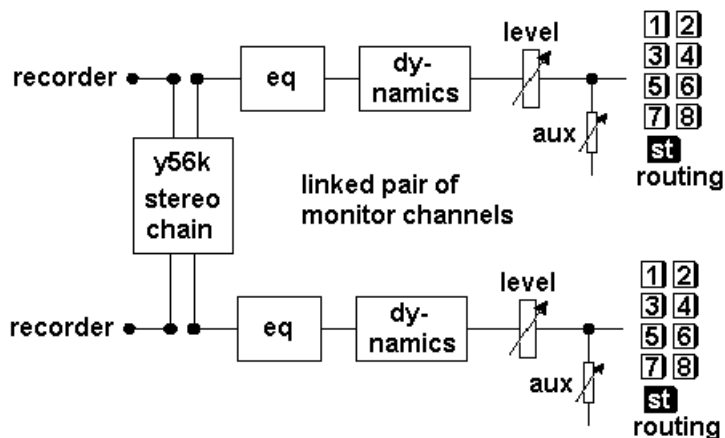 level
1 2
recorder
eq
dy-
namics
3 4
5 6
aux
7 8
st
routing
y56k
stereo
chain
linked pair of
monitor channels
level
1 2
recorder
eq
dy-
namics
3 4
5 6
aux
7 8
st
routing